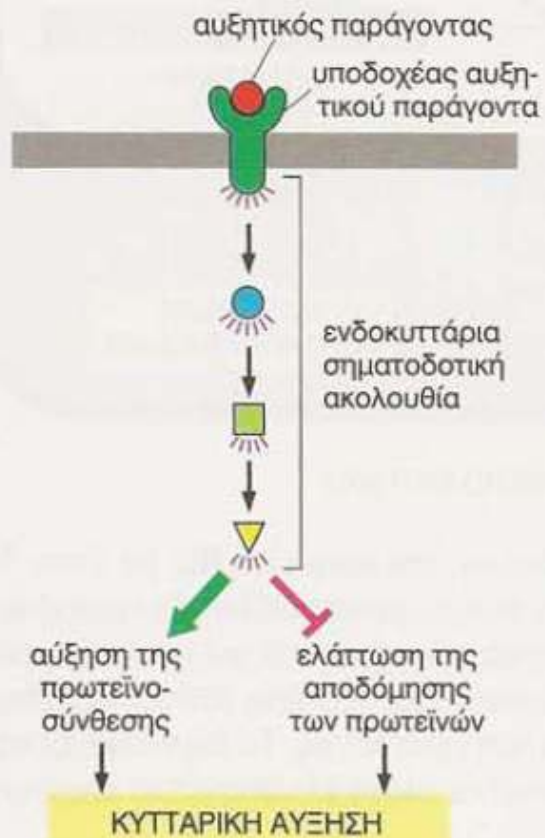 αυξητικός παράγοντας
υποδοχέας αυξη-
τικού παράγοντα
ενδοκυττάρια
σηματοδοτική
ακολουθία
αύξηση της
πρωτεϊνο-
σύνθεσης
ελάττωση της
αποδόμησης
των πρωτεϊνών
ΚΥΤΤΑΡΙΚΗ ΑΥΞΗΣΗ